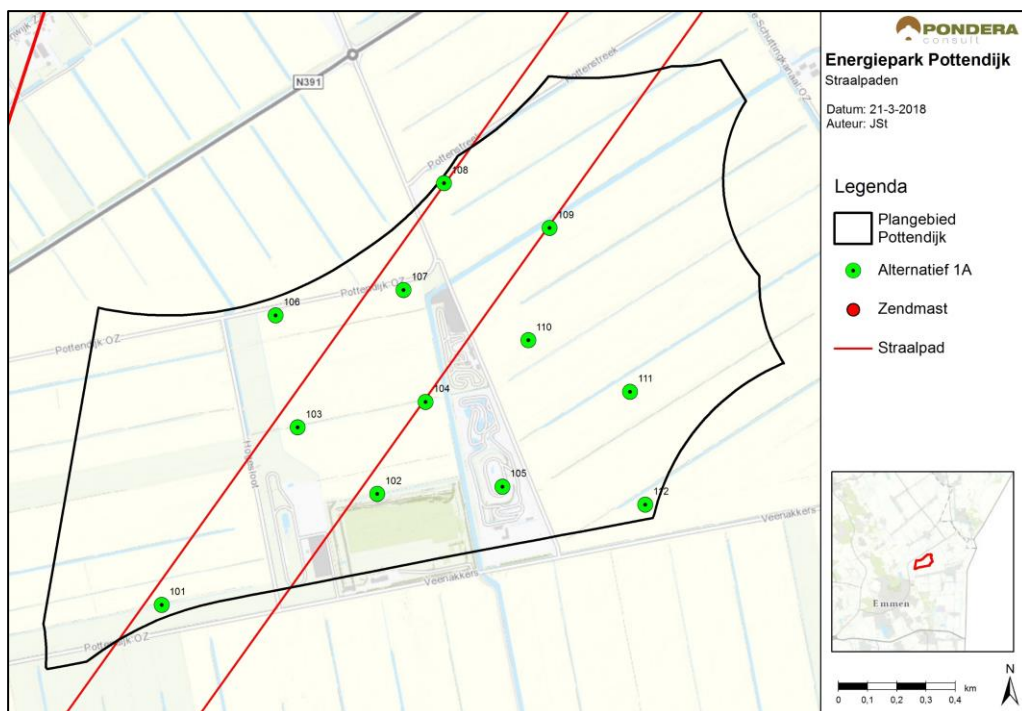 PONDERA
consult
Energiepark Pottendijk
Straalpaden
Datum: 21-3-2018
Auteur: JSt
Legenda
Plangebied
Pottendijk
Alternatief 1A
Zendmast
Straalpad
Emmen
0 0,1 0,2 0,3 0,4 km
N
N391
Pottenstreek
Pottenstreek
108
109
107
Pottendijk OZ
106
110
Pottendijk OZ
111
104
103
105
102
112
Veenakkers
Veenakkers
101
Pottendijk OZ